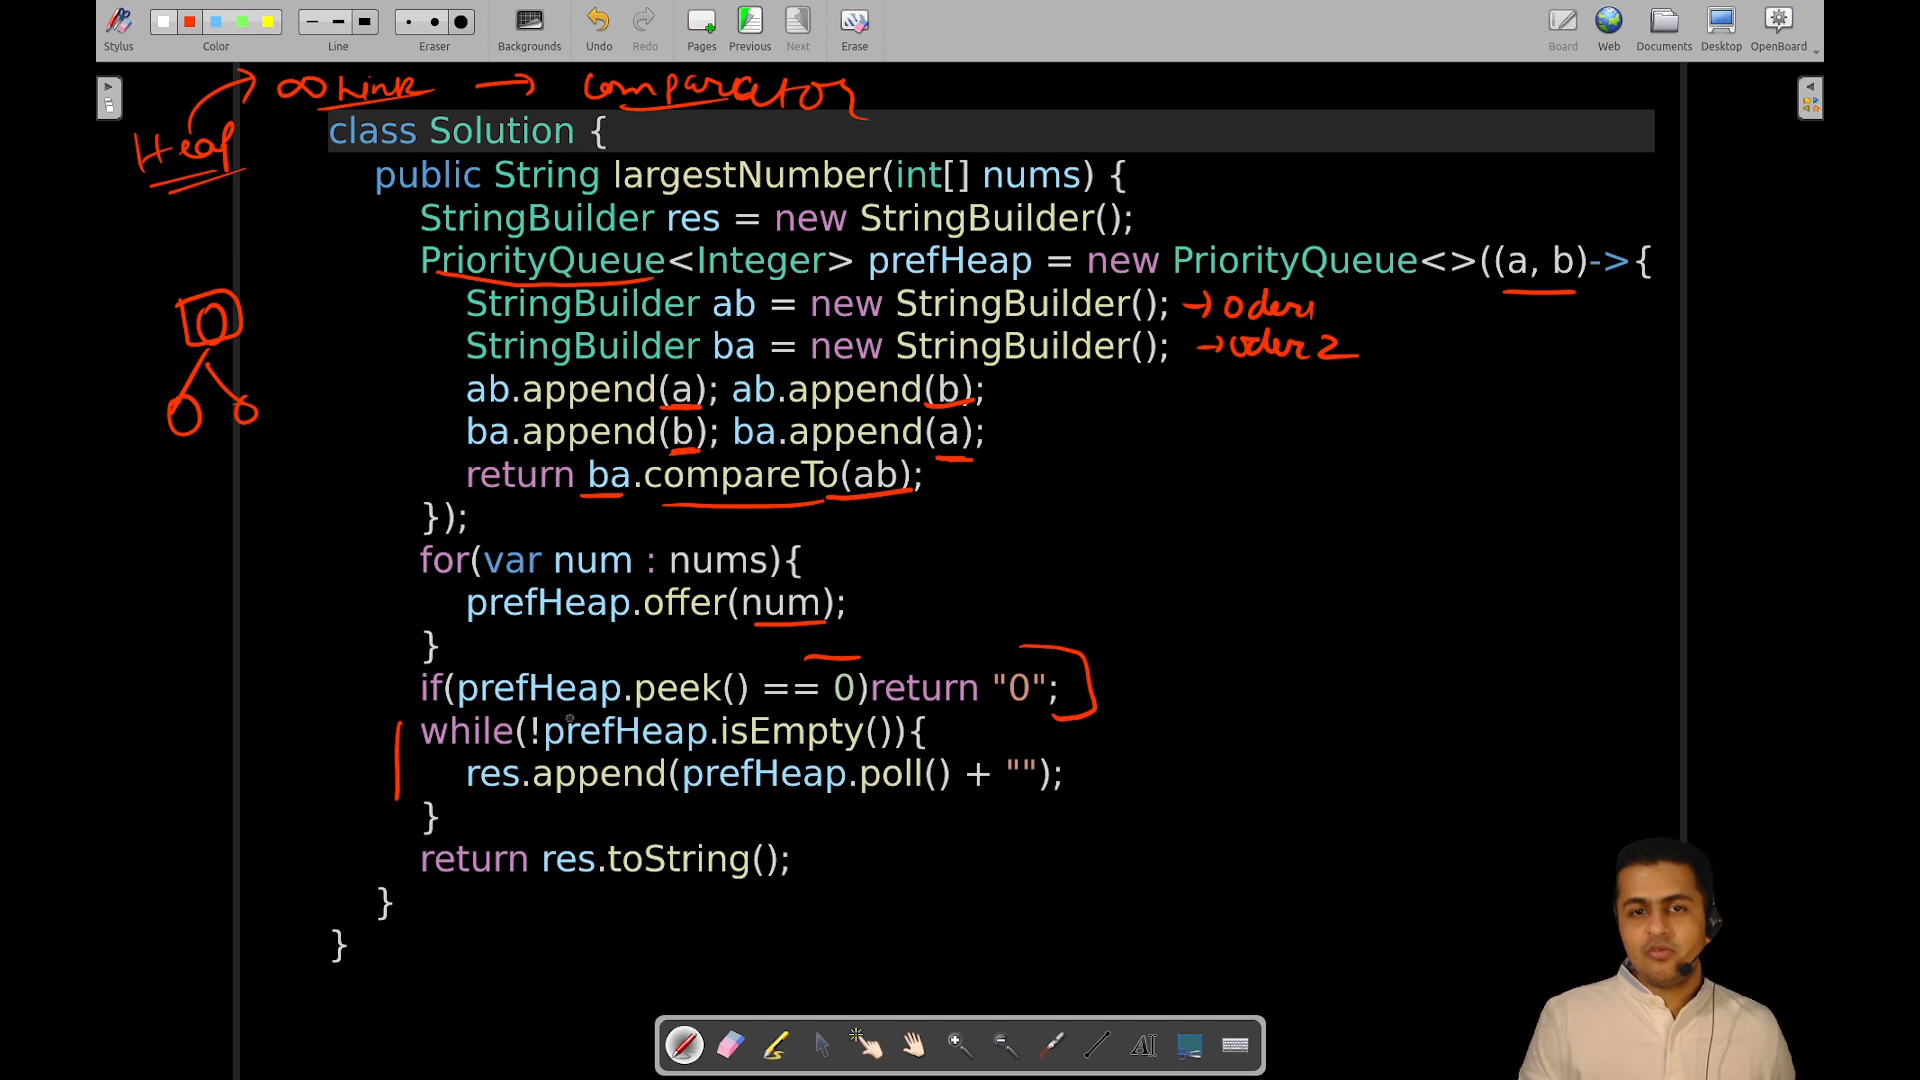 Stylus Color Line Eraser Backgrounds Undo Redo Pages Previous Next Erase Board Web Documents Desktop OpenBoard
Heap
∞ Link → comparator
class Solution {
public String largestNumber(int[] nums) {
StringBuilder res = new StringBuilder();
PriorityQueue<Integer> prefHeap = new PriorityQueue<>((a, b)->{
StringBuilder ab = new StringBuilder(); → oder1
StringBuilder ba = new StringBuilder(); → oder 2
ab.append(a); ab.append(b);
ba.append(b); ba.append(a);
return ba.compareTo(ab);
});
for(var num : nums){
prefHeap.offer(num);
}
if(prefHeap.peek() == 0)return "0";
while(!prefHeap.isEmpty()){
res.append(prefHeap.poll() + "");
}
return res.toString();
}
}